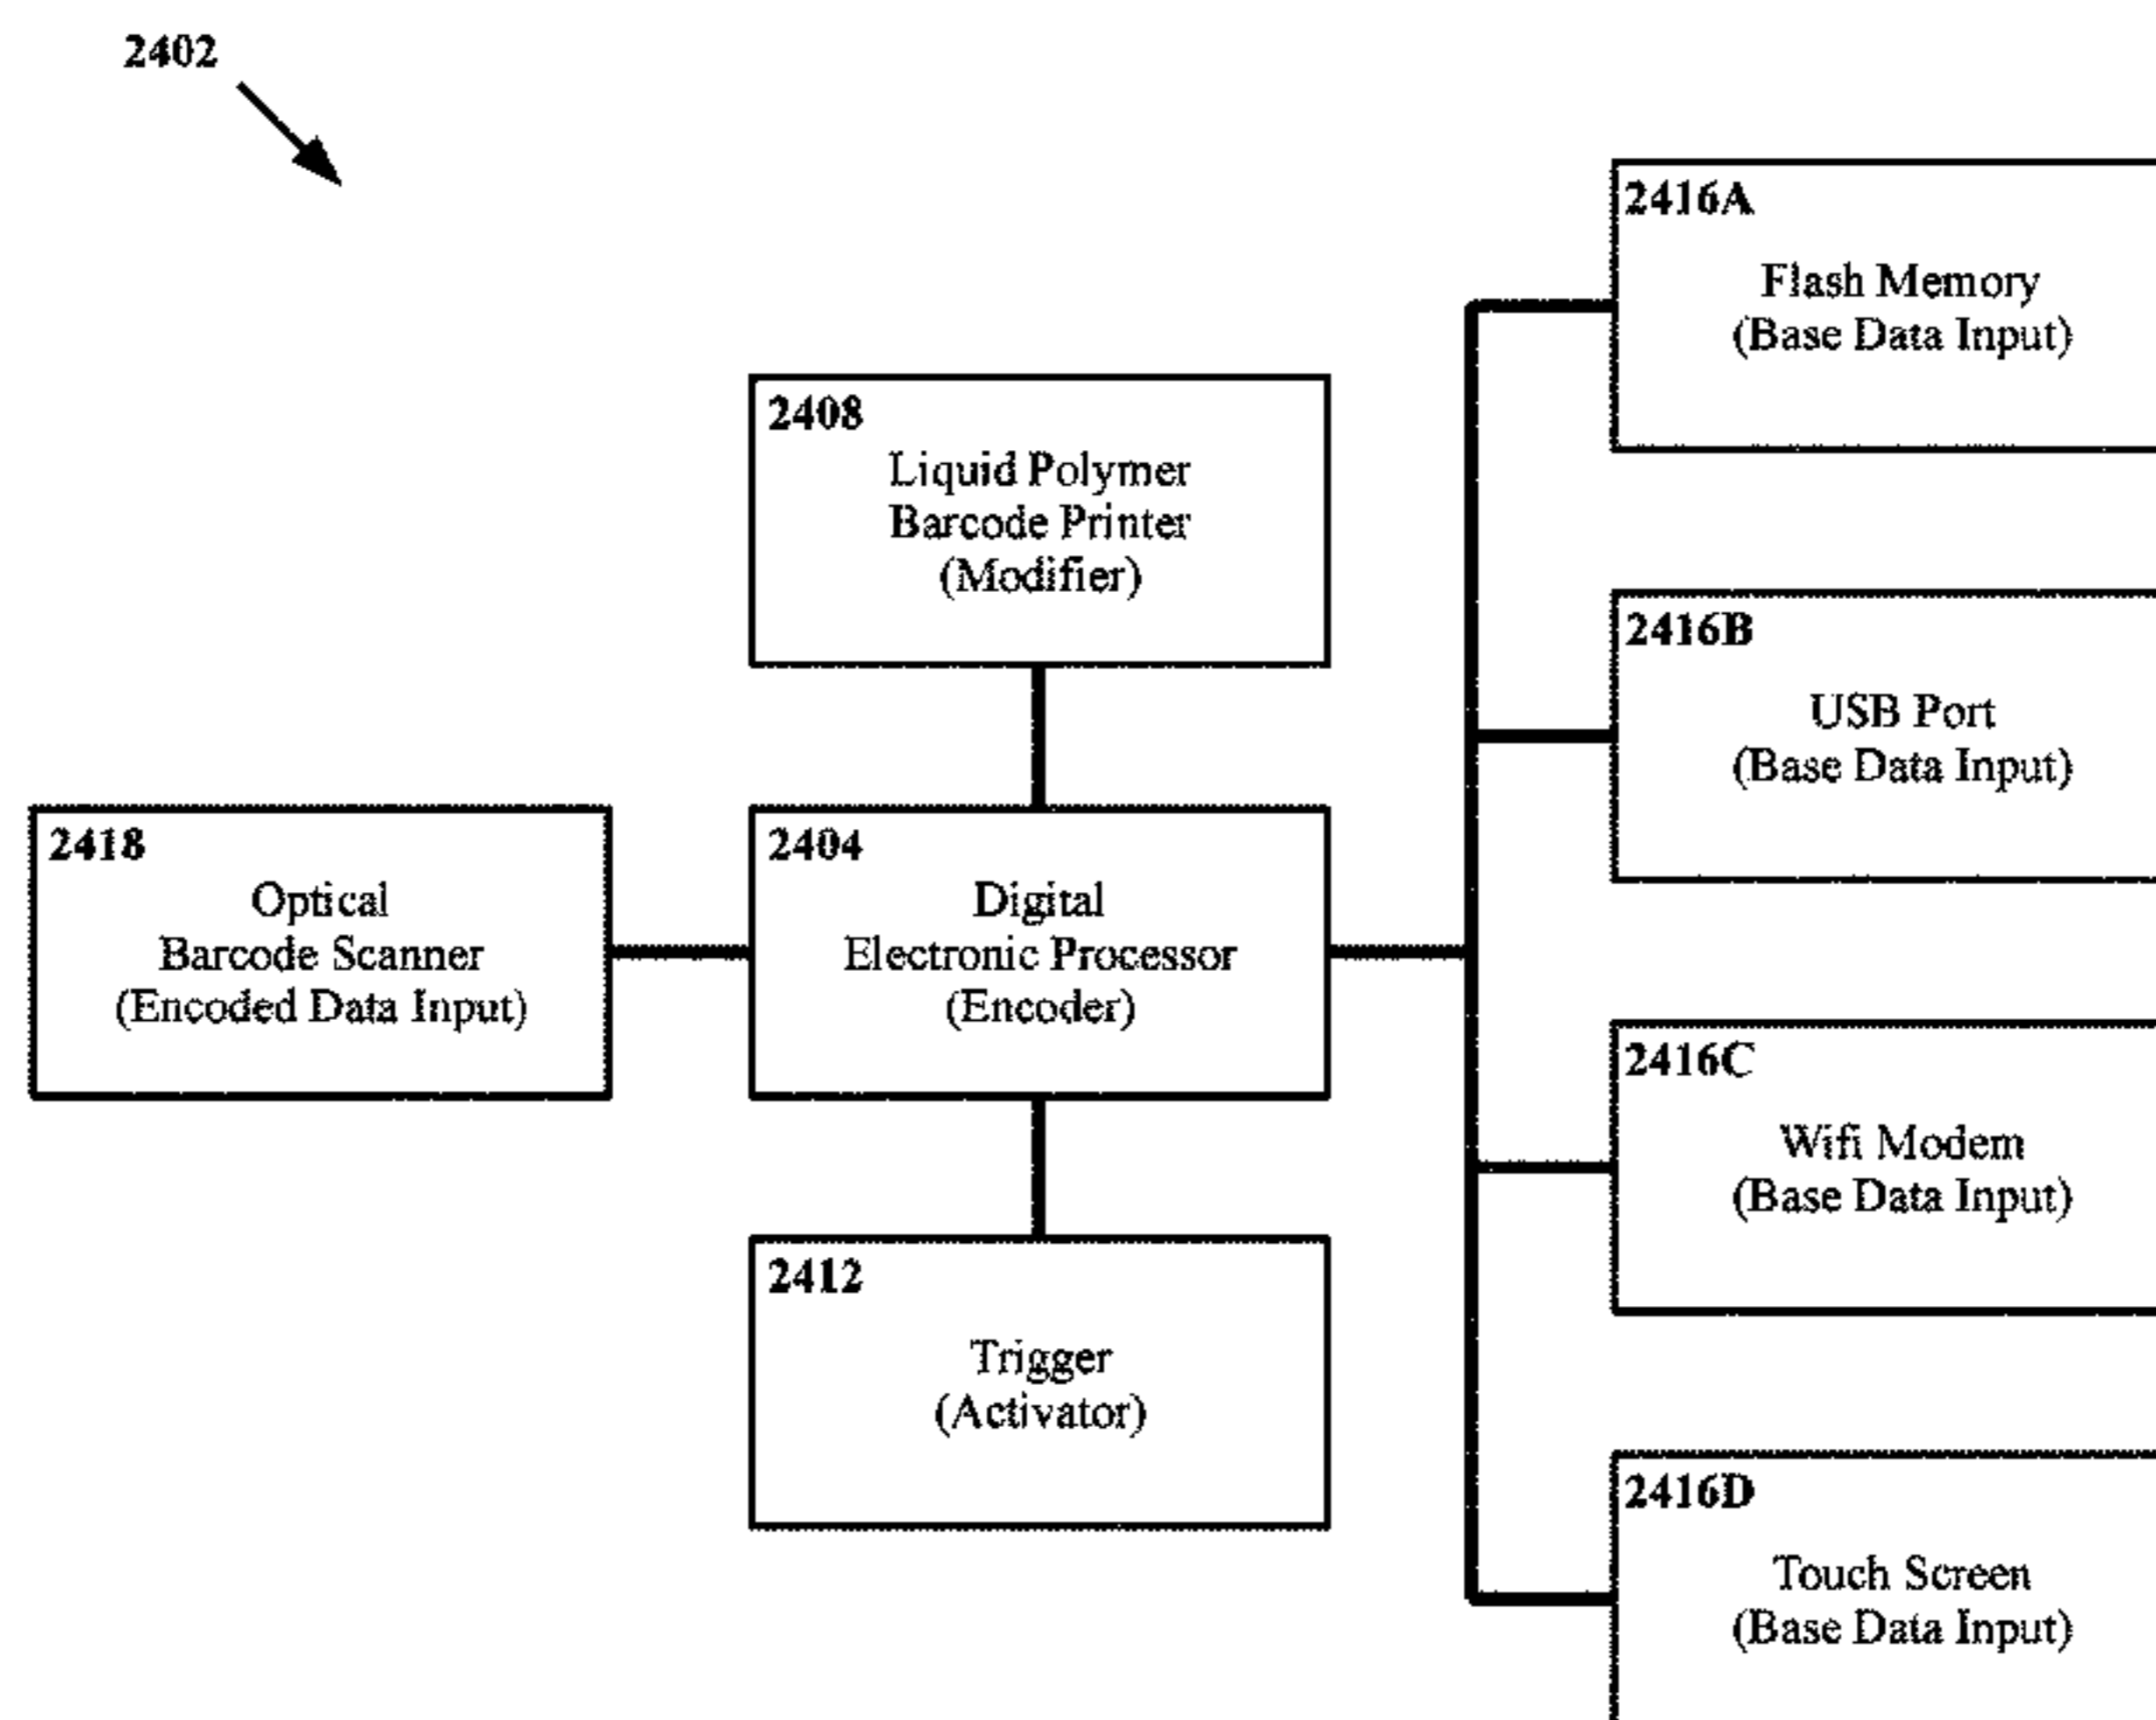 2402
2416A
Flash Memory
(Base Data Input)
2408
Liquid Polymer
Barcode Printer
(Modifier)
2416B
USB Port
(Base Data Input)
2418
Optical
Barcode Scanner
(Encoded Data Input)
2404
Digital
Electronic Processor
(Encoder)
2416C
Wifi Modem
(Base Data Input)
2412
Trigger
(Activator)
2416D
Touch Screen
(Base Data Input)